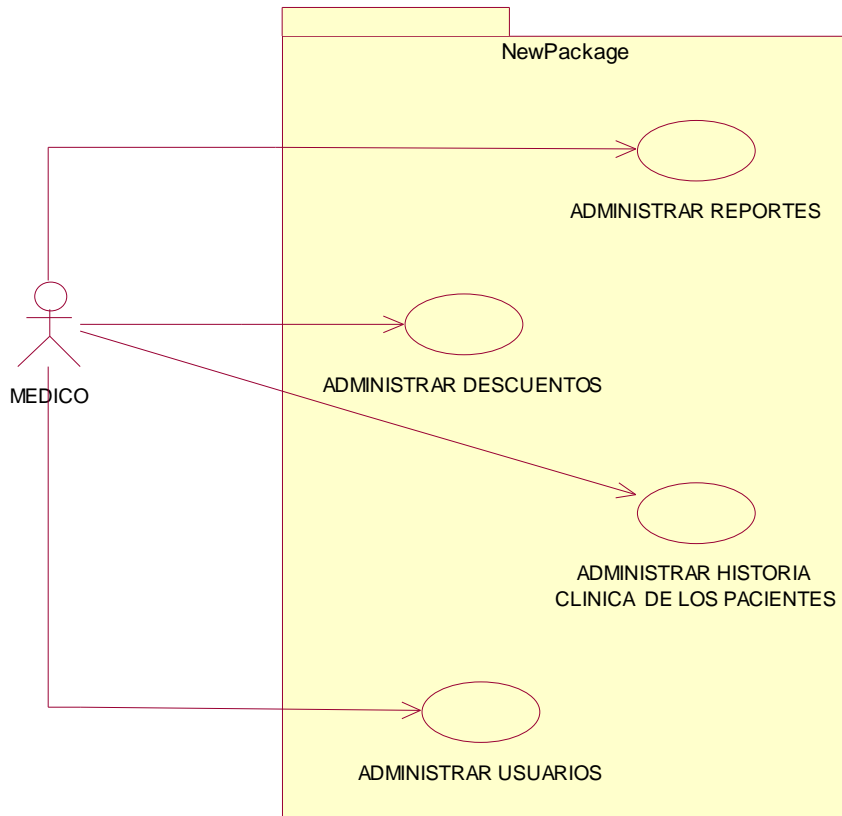 NewPackage
ADMINISTRAR REPORTES
MEDICO
ADMINISTRAR DESCUENTOS
ADMINISTRAR HISTORIA
CLINICA DE LOS PACIENTES
ADMINISTRAR USUARIOS